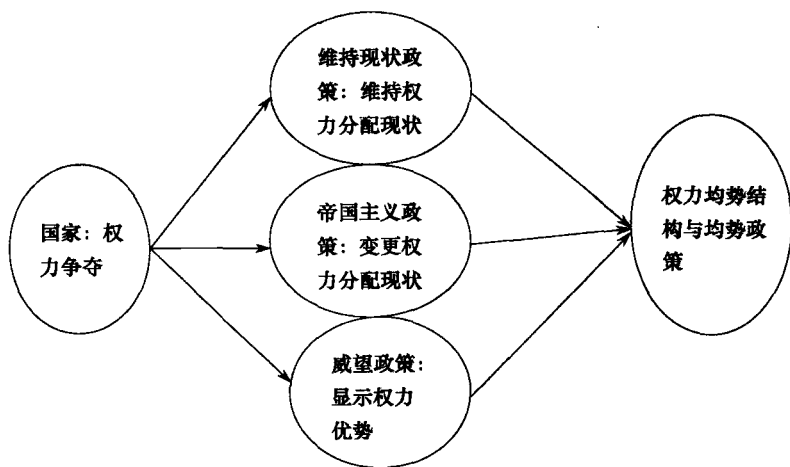 维持现状政
策：维持权
力分配现状
国家：权
力争夺
帝国主义政
策：变更权
力分配现状
威望政策：
显示权力
优势
权力均势结
构与均势政
策